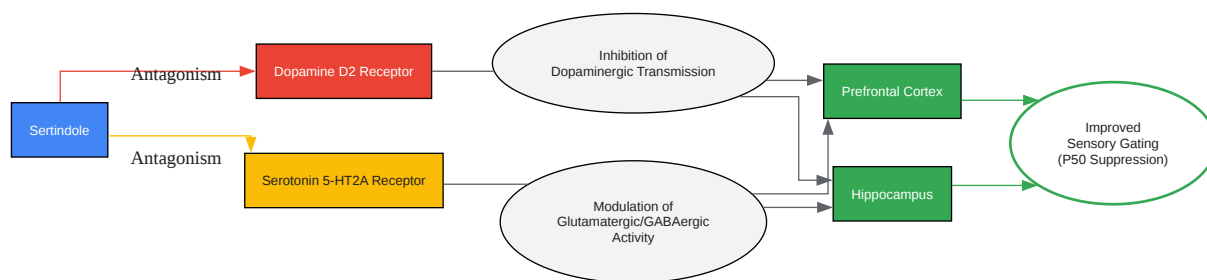 Sertindole
Antagonism
Antagonism
Dopamine D2 Receptor
Serotonin 5-HT2A Receptor
Inhibition of
Dopaminergic Transmission
Modulation of
Glutamatergic/GABAergic
Activity
Prefrontal Cortex
Hippocampus
Improved
Sensory Gating
(P50 Suppression)